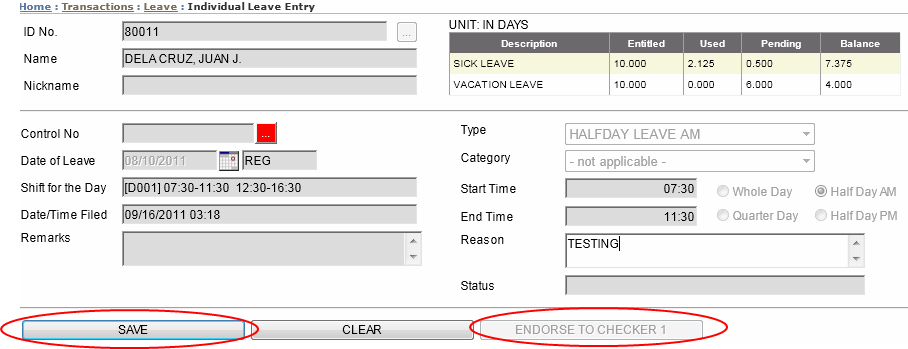 Home : Transactions : Leave : Individual Leave Entry
ID No. 80011 ...
Name DELA CRUZ, JUAN J.
Nickname
UNIT: IN DAYS
Description Entitled Used Pending Balance
SICK LEAVE 10.000 2.125 0.500 7.375
VACATION LEAVE 10.000 0.000 6.000 4.000
Control No ...
Date of Leave 08/10/2011 REG
Shift for the Day [D001] 07:30-11:30 12:30-16:30
Date/Time Filed 09/16/2011 03:18
Remarks
Type HALFDAY LEAVE AM
Category - not applicable -
Start Time 07:30 Whole Day Half Day AM
End Time 11:30 Quarter Day Half Day PM
Reason TESTING
Status
SAVE CLEAR ENDORSE TO CHECKER 1